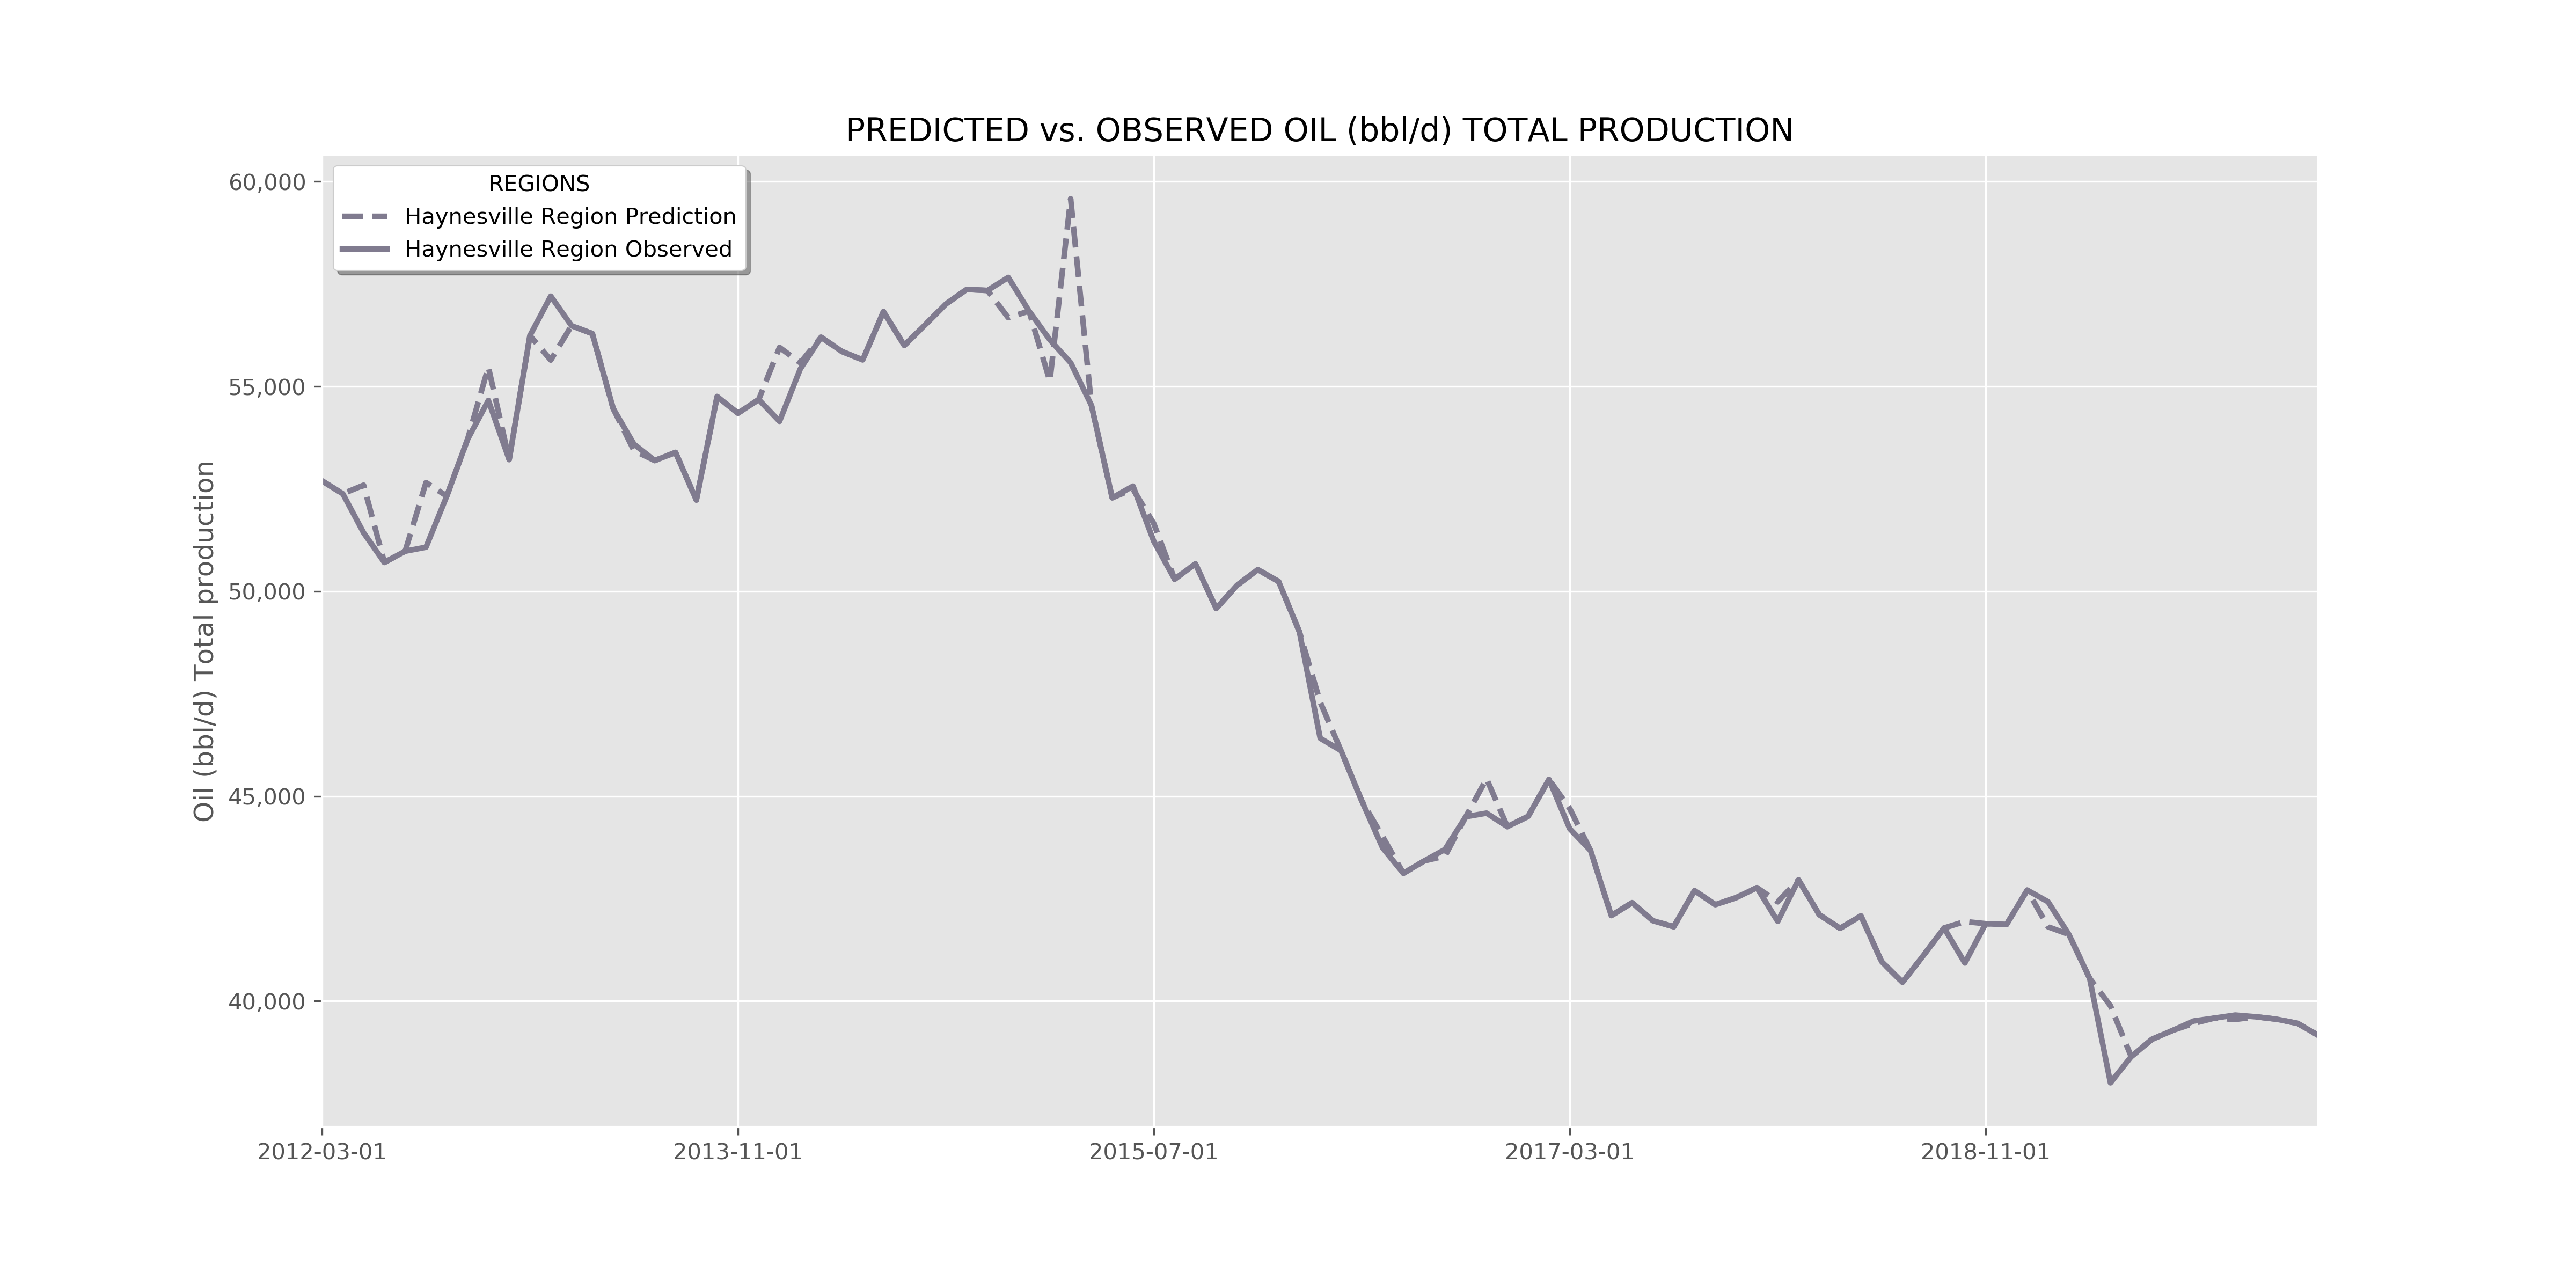 PREDICTED vs. OBSERVED OIL (bbl/d) TOTAL PRODUCTION
REGIONS
Haynesville Region Prediction
Haynesville Region Observed
Oil (bbl/d) Total production
60,000
55,000
50,000
45,000
40,000
2012-03-01
2013-11-01
2015-07-01
2017-03-01
2018-11-01